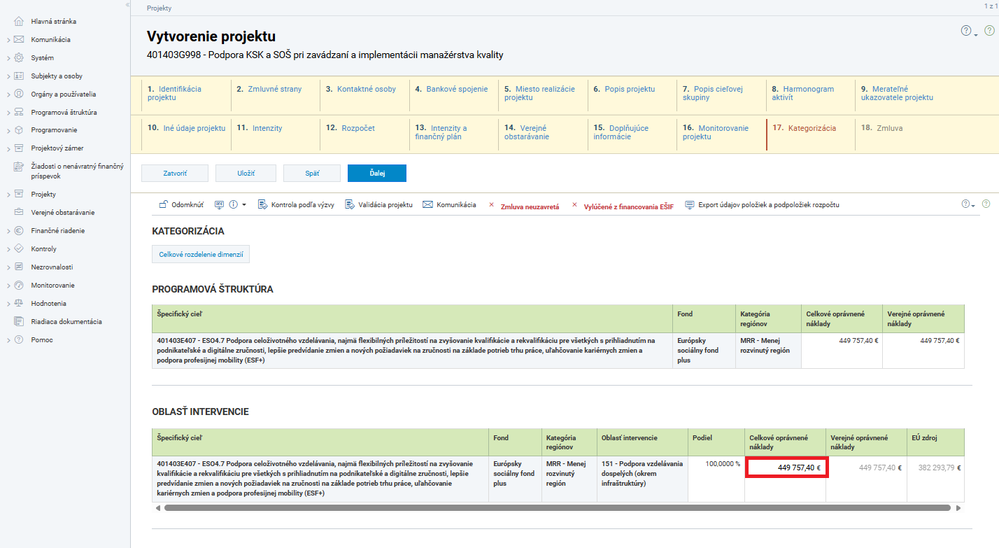 Projekty
1 z 1
Hlavná stránka
Komunikácia
Systém
Subjekty a osoby
Orgány a používatelia
Programová štruktúra
Programovanie
Projektový zámer
Žiadosti o nenávratný finančný
príspevok
Projekty
Verejné obstarávanie
Finančné riadenie
Kontroly
Nezrovnalosti
Monitorovanie
Hodnotenia
Riadiaca dokumentácia
Pomoc
Vytvorenie projektu
401403G998 - Podpora KSK a SOŠ pri zavádzaní a implementácii manažérstva kvality
1. Identifikácia
projektu
2. Zmluvné strany
3. Kontaktné osoby
4. Bankové spojenie
5. Miesto realizácie
projektu
6. Popis projektu
7. Popis cieľovej
skupiny
8. Harmonogram
aktivít
9. Merateľné
ukazovatele projektu
10. Iné údaje projektu
11. Intenzity
12. Rozpočet
13. Intenzity a
finančný plán
14. Verejné
obstarávanie
15. Doplňujúce
informácie
16. Monitorovanie
projektu
17. Kategorizácia
18. Zmluva
Zatvoriť
Uložiť
Späť
Ďalej
Odomknúť
Kontrola podľa výzvy
Validácia projektu
Komunikácia
Zmluva neuzavretá
Vylúčené z financovania EŠIF
Export údajov položiek a podpoložiek rozpočtu
KATEGORIZÁCIA
Celkové rozdelenie dimenzií
PROGRAMOVÁ ŠTRUKTÚRA
Špecifický cieľ
Fond
Kategória
regiónov
Celkové oprávnené
náklady
Verejné oprávnené
náklady
401403E407 - ESO4.7 Podpora celoživotného vzdelávania, najmä flexibilných príležitostí na zvyšovanie kvalifikácie a rekvalifikáciu pre všetkých s prihliadnutím na
podnikateľské a digitálne zručnosti, lepšie predvídanie zmien a nových požiadaviek na zručnosti na základe potrieb trhu práce, uľahčovanie kariérnych zmien a
podpora profesijnej mobility (ESF+)
Európsky
sociálny fond
plus
MRR - Menej
rozvinutý región
449 757,40 €
449 757,40 €
OBLASŤ INTERVENCIE
Špecifický cieľ
Fond
Kategória
regiónov
Oblasť intervencie
Podiel
Celkové oprávnené
náklady
Verejné oprávnené
náklady
EÚ zdroj
401403E407 - ESO4.7 Podpora celoživotného vzdelávania, najmä flexibilných príležitostí na zvyšovanie
kvalifikácie a rekvalifikáciu pre všetkých s prihliadnutím na podnikateľské a digitálne zručnosti, lepšie
predvídanie zmien a nových požiadaviek na zručnosti na základe potrieb trhu práce, uľahčovanie
kariérnych zmien a podpora profesijnej mobility (ESF+)
Európsky
sociálny fond
plus
MRR - Menej
rozvinutý
región
151 - Podpora vzdelávania
dospelých (okrem
infraštruktúry)
100,0000 %
449 757,40 €
449 757,40 €
382 293,79 €